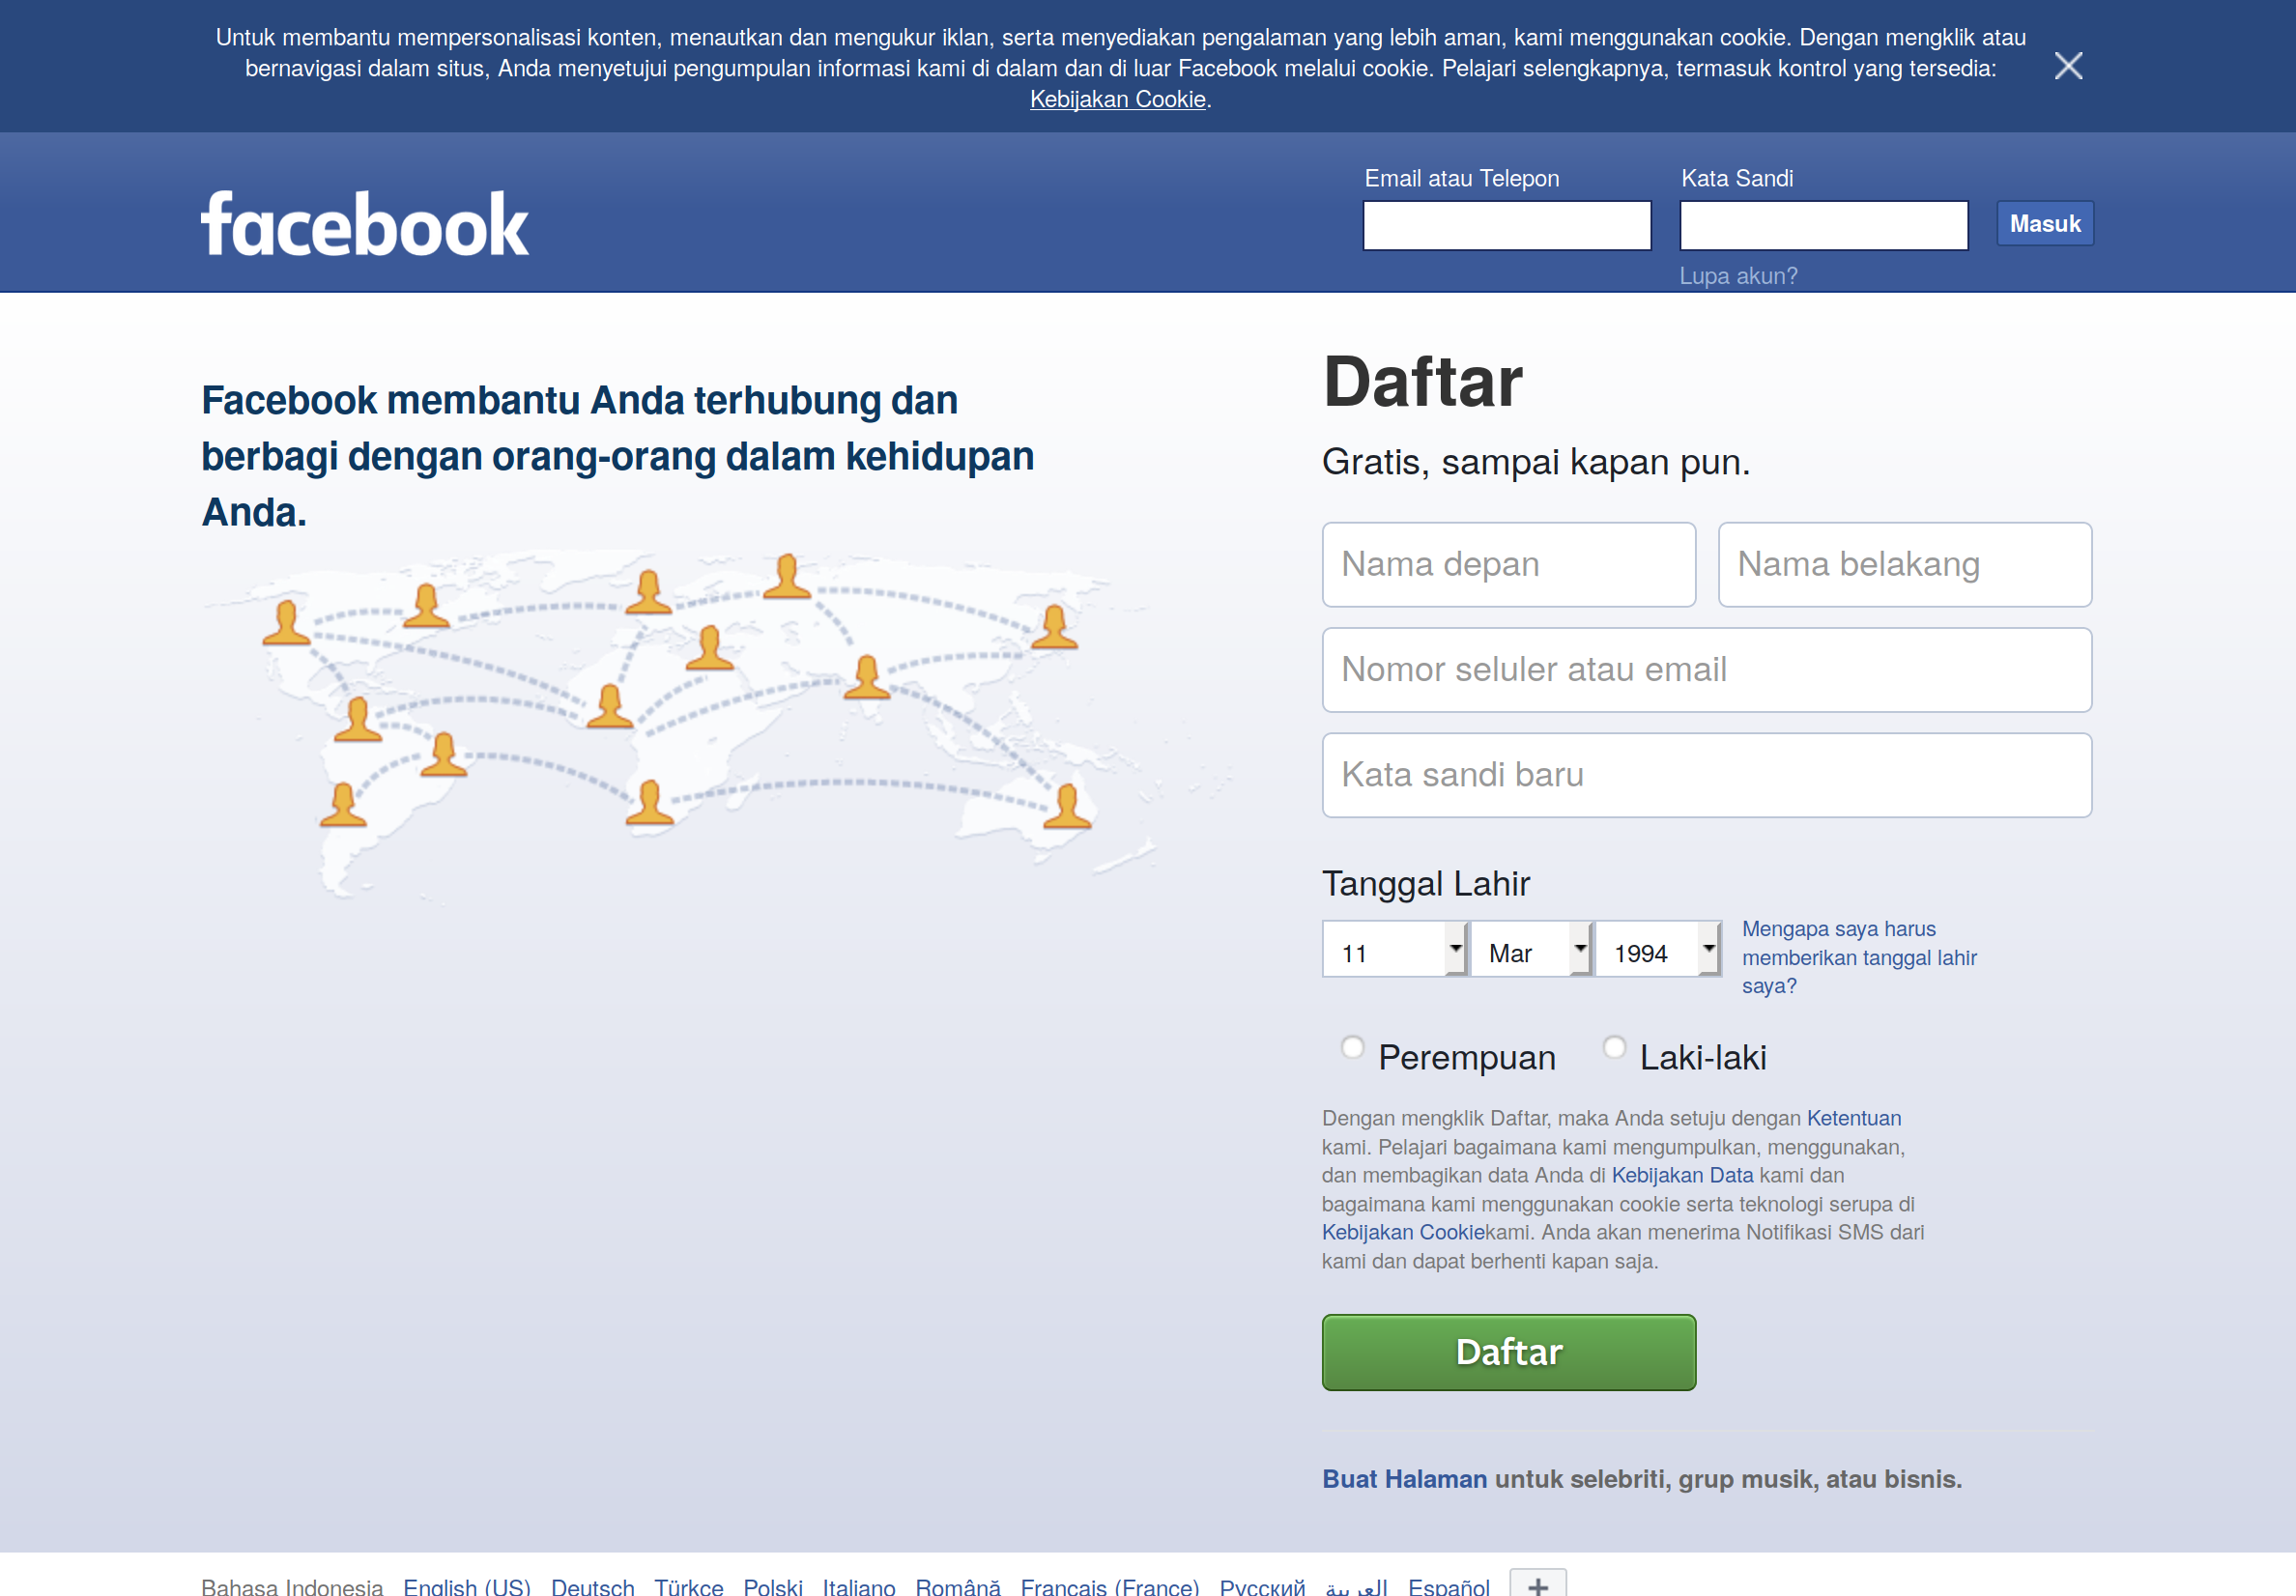 Untuk membantu mempersonalisasi konten, menautkan dan mengukur iklan, serta menyediakan pengalaman yang lebih aman, kami menggunakan cookie. Dengan mengklik atau
bernavigasi dalam situs, Anda menyetujui pengumpulan informasi kami di dalam dan di luar Facebook melalui cookie. Pelajari selengkapnya, termasuk kontrol yang tersedia:
Kebijakan Cookie.
facebook
Email atau Telepon
Kata Sandi
Masuk
Lupa akun?
Facebook membantu Anda terhubung dan
berbagi dengan orang-orang dalam kehidupan
Anda.
Daftar
Gratis, sampai kapan pun.
Nama depan
Nama belakang
Nomor seluler atau email
Kata sandi baru
Tanggal Lahir
11 Mar 1994
Mengapa saya harus
memberikan tanggal lahir
saya?
Perempuan Laki-laki
Dengan mengklik Daftar, maka Anda setuju dengan Ketentuan
kami. Pelajari bagaimana kami mengumpulkan, menggunakan,
dan membagikan data Anda di Kebijakan Data kami dan
bagaimana kami menggunakan cookie serta teknologi serupa di
Kebijakan Cookiekami. Anda akan menerima Notifikasi SMS dari
kami dan dapat berhenti kapan saja.
Daftar
Buat Halaman untuk selebriti, grup musik, atau bisnis.
Bahasa Indonesia English (US) Deutsch Türkçe Polski Italiano Română Français (France) Русский العربية Español +